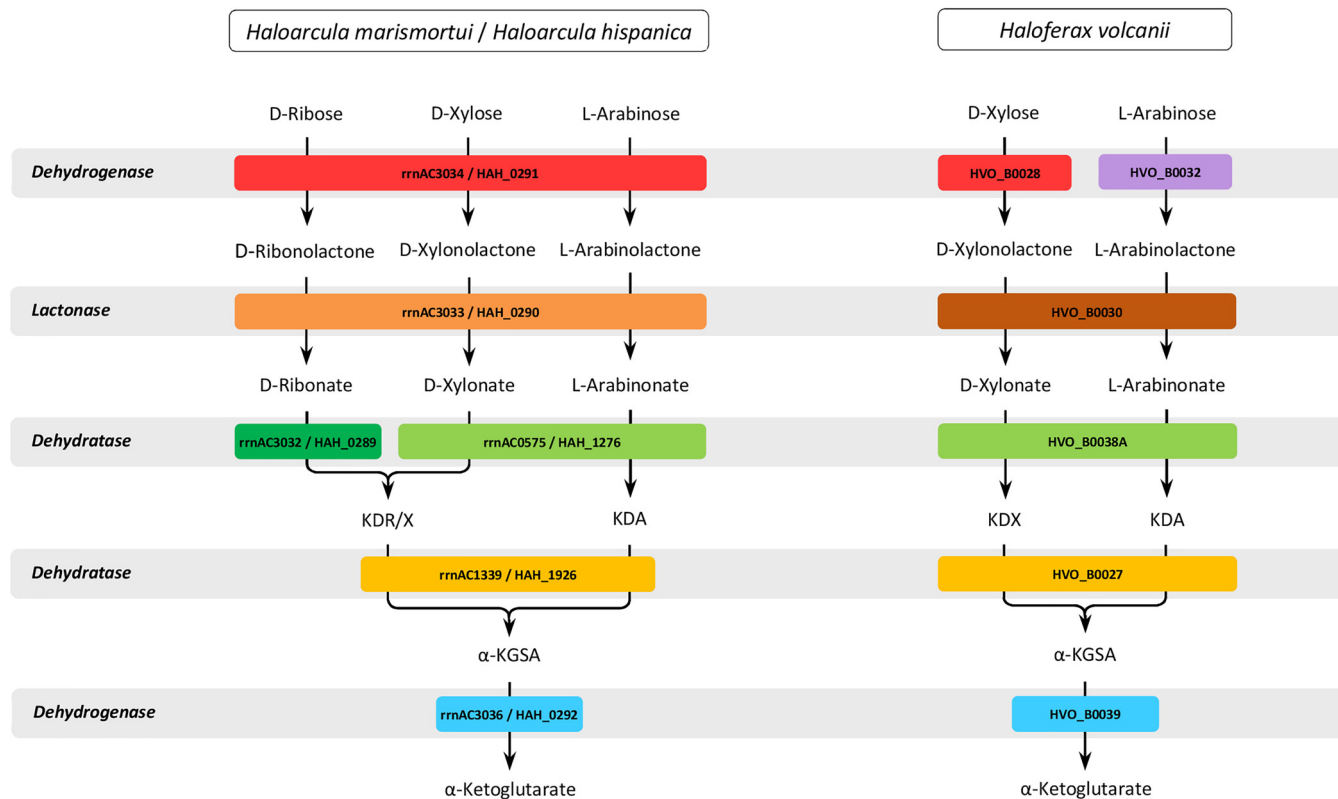 Haloarcula marismortui / Haloarcula hispanica
Haloferax volcanii
D-Ribose D-Xylose L-Arabinose D-Xylose L-Arabinose
Dehydrogenase rrnAC3034 / HAH_0291 HVO_B0028 HVO_B0032
D-Ribonolactone D-Xylonolactone L-Arabinolactone D-Xylonolactone L-Arabinolactone
Lactonase rrnAC3033 / HAH_0290 HVO_B0030
D-Ribonate D-Xylonate L-Arabinonate D-Xylonate L-Arabinonate
Dehydratase rrnAC3032 / HAH_0289 rrnAC0575 / HAH_1276 HVO_B0038A
KDR/X KDA KDX KDA
Dehydratase rrnAC1339 / HAH_1926 HVO_B0027
α-KGSA α-KGSA
Dehydrogenase rrnAC3036 / HAH_0292 HVO_B0039
α-Ketoglutarate α-Ketoglutarate